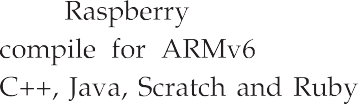 Raspberry
compile for ARMv6
C++, Java, Scratch and Ruby